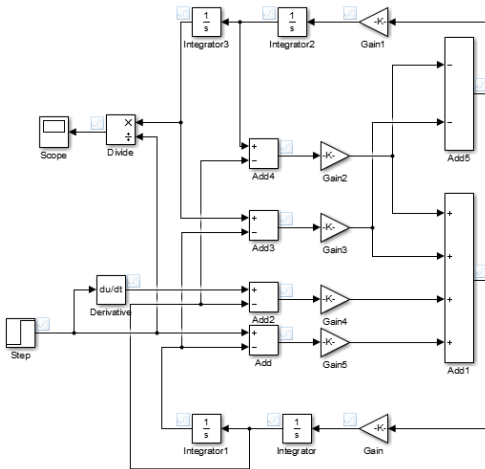 1
s
Integrator3
1
s
Integrator2
-K-
Gain1
−
−
Add5
Scope
×
÷
Divide
+
−
Add4
-K-
Gain2
+
−
Add3
-K-
Gain3
+
+
+
+
Add1
du/dt
Derivative
+
−
Add2
-K-
Gain4
Step
+
−
Add
-K-
Gain5
1
s
Integrator1
1
s
Integrator
-K-
Gain